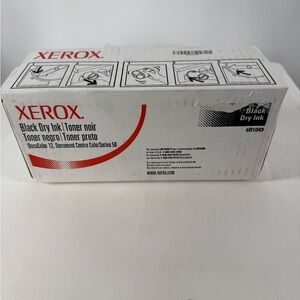 XEROX.
XEROX.
Black Dry Ink|Toner noir
Toner negro|Toner preto
DocuColor 12, Document Centre ColorSeries 50
Black
Dry Ink
6R1049
WWW.XEROX.COM